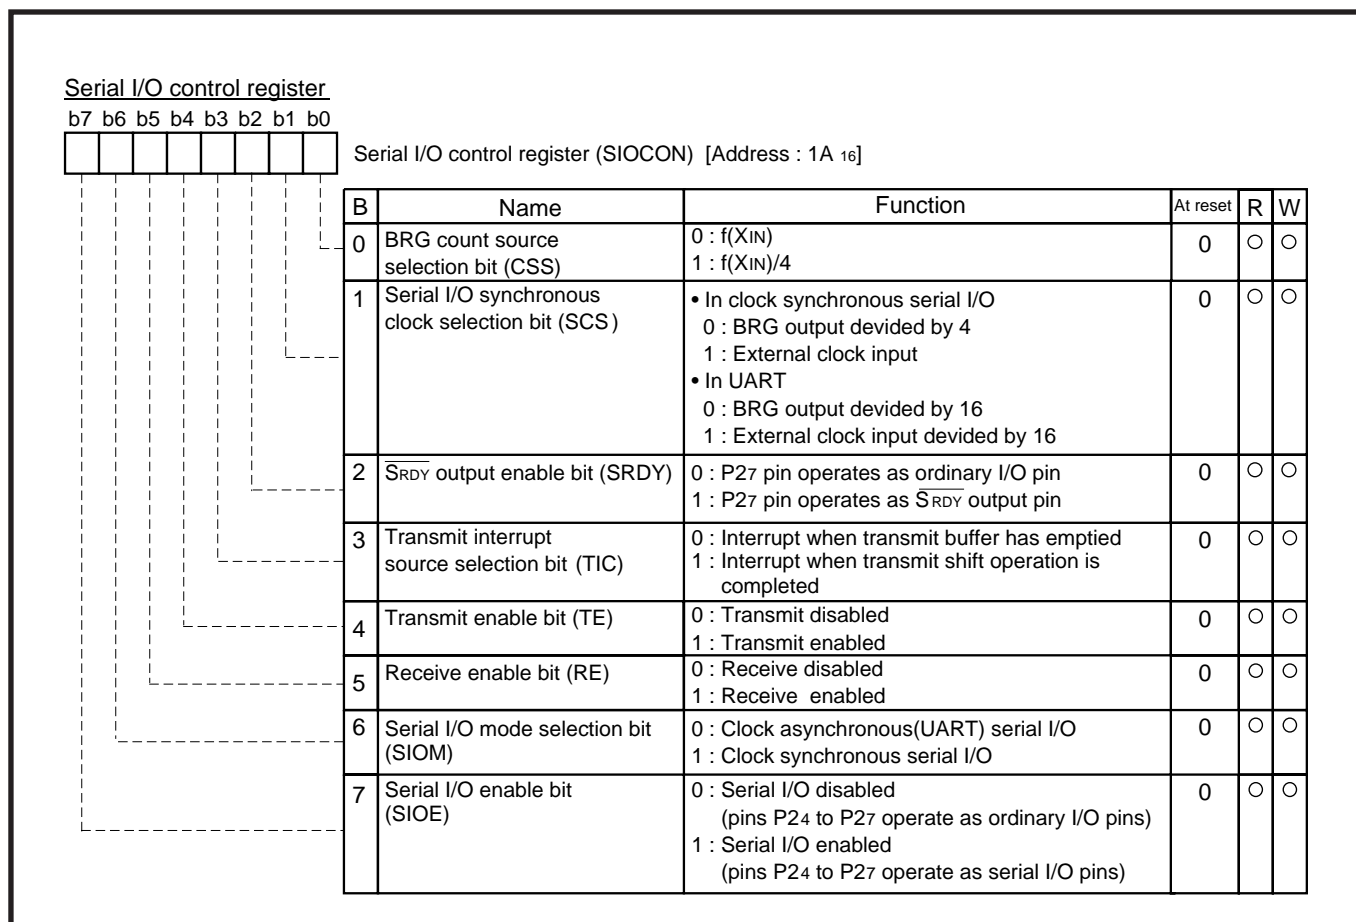 Serial I/O control register
b7 b6 b5 b4 b3 b2 b1 b0
Serial I/O control register (SIOCON) [Address : 1A 16]
B Name Function At reset R W
0 BRG count source selection bit (CSS) 0 : f(XIN)
1 : f(XIN)/4
0 ○ ○
1 Serial I/O synchronous
clock selection bit (SCS)
• In clock synchronous serial I/O
0 : BRG output devided by 4
1 : External clock input
• In UART
0 : BRG output devided by 16
1 : External clock input devided by 16
0 ○ ○
2 S̅R̅D̅Y̅ output enable bit (SRDY)
0 : P27 pin operates as ordinary I/O pin
1 : P27 pin operates as S̅R̅D̅Y̅ output pin
0 ○ ○
3 Transmit interrupt
source selection bit (TIC)
0 : Interrupt when transmit buffer has emptied
1 : Interrupt when transmit shift operation is
completed
0 ○ ○
4 Transmit enable bit (TE)
0 : Transmit disabled
1 : Transmit enabled
0 ○ ○
5 Receive enable bit (RE)
0 : Receive disabled
1 : Receive enabled
0 ○ ○
6 Serial I/O mode selection bit
(SIOM)
0 : Clock asynchronous(UART) serial I/O
1 : Clock synchronous serial I/O
0 ○ ○
7 Serial I/O enable bit
(SIOE)
0 : Serial I/O disabled
(pins P24 to P27 operate as ordinary I/O pins)
1 : Serial I/O enabled
(pins P24 to P27 operate as serial I/O pins)
0 ○ ○